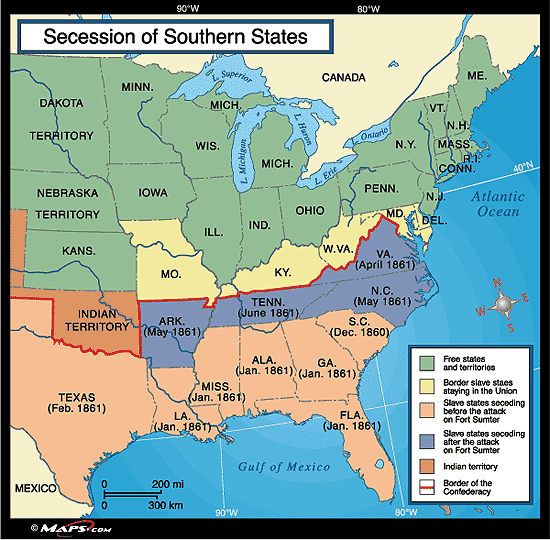 90°W
80°W
Secession of Southern States
CANADA
L. Superior
L. Michigan
L. Huron
L. Erie
L. Ontario
ME.
VT.
N.H.
MASS.
R.I.
CONN.
N.Y.
N.J.
PENN.
MD.
DEL.
40°N
Atlantic
Ocean
MINN.
DAKOTA
TERRITORY
WIS.
MICH.
MICH.
IOWA
NEBRASKA
TERRITORY
ILL.
IND.
OHIO
KANS.
MO.
KY.
W.VA.
VA.
(April 1861)
INDIAN
TERRITORY
ARK.
(May 1861)
TENN.
(June 1861)
N.C.
(May 1861)
S.C.
(Dec. 1860)
TEXAS
(Feb. 1861)
LA.
(Jan. 1861)
MISS.
(Jan. 1861)
ALA.
(Jan. 1861)
GA.
(Jan. 1861)
FLA.
(Jan. 1861)
Gulf of Mexico
MEXICO
0 200 mi
0 300 km
N
E
S
W
Free states
and territories
Border slave staes
staying in the Union
Slave states seceding
before the attack
on Fort Sumter
Slave states seceding
after the attack
on Fort Sumter
Indian territory
Border of the
Confederacy
© MAPS.COM
90°W
80°W